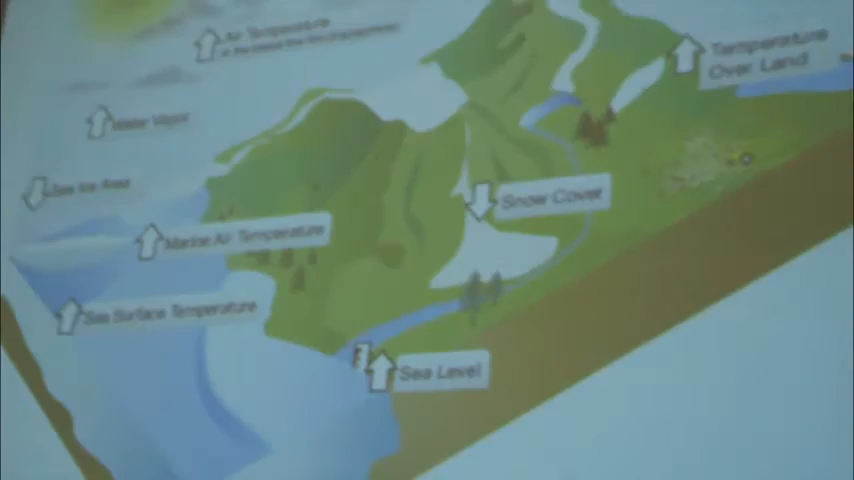 Air Temperature
Temperature
Over Land
Water Vapor
Sea Ice Area
Snow Cover
Marine Air Temperature
Sea Surface Temperature
Sea Level